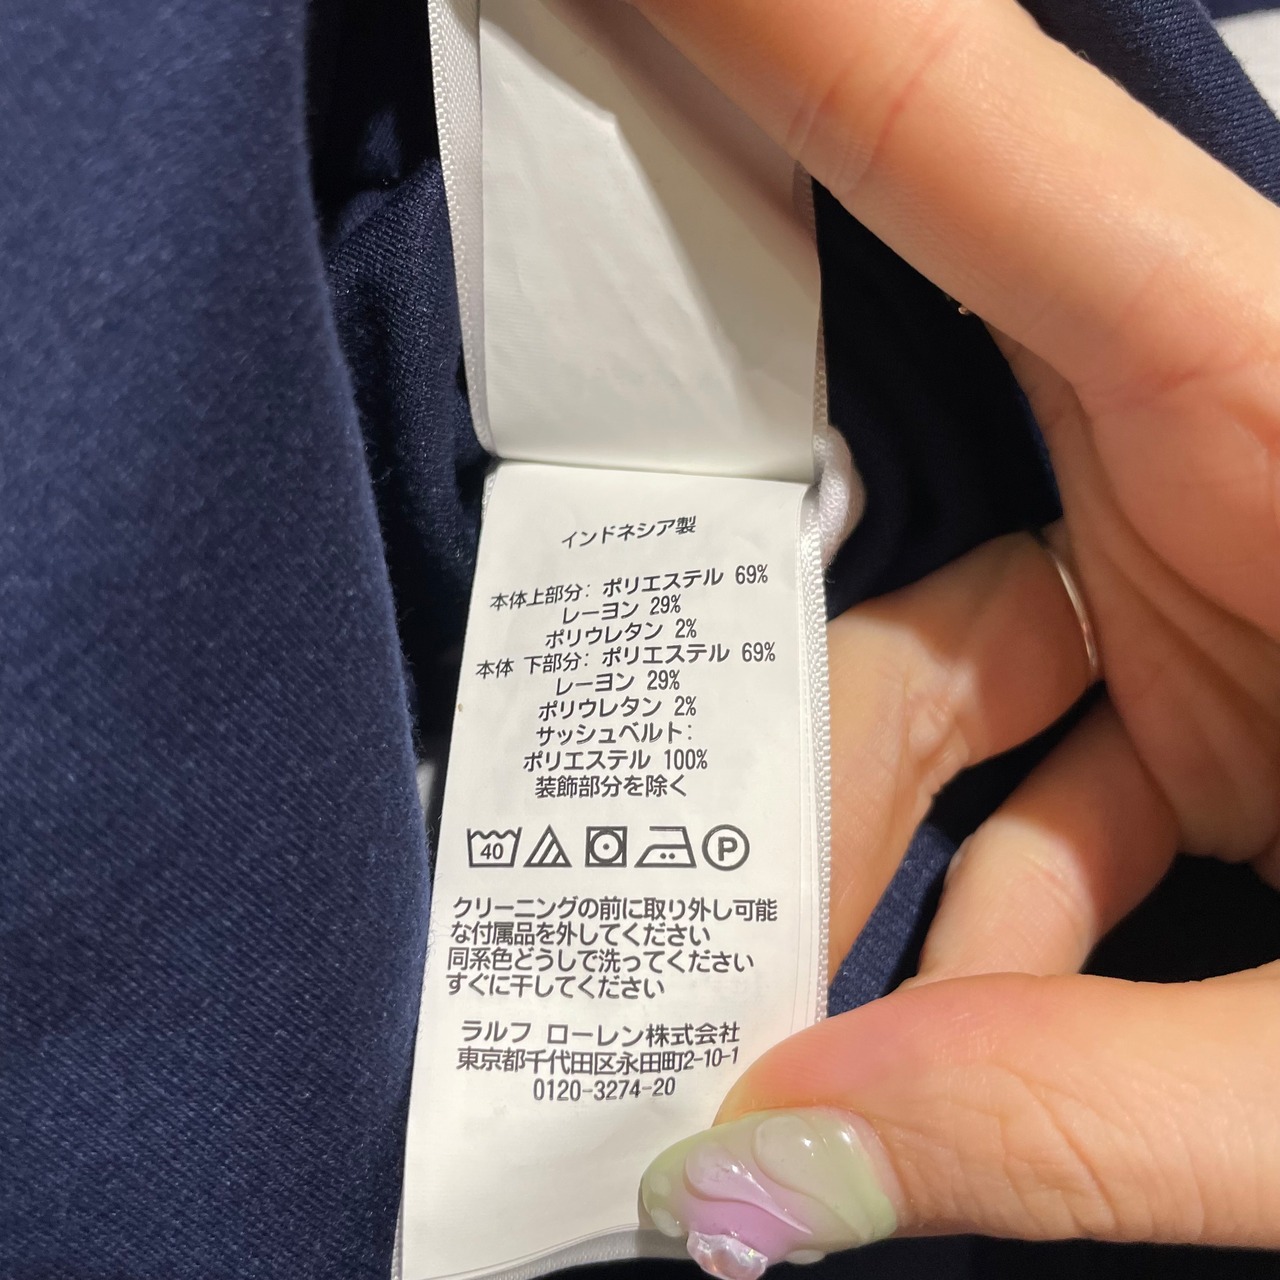 インドネシア製
本体上部分: ポリエステル 69%
レーヨン 29%
ポリウレタン 2%
本体 下部分: ポリエステル 69%
レーヨン 29%
ポリウレタン 2%
サッシュベルト:
ポリエステル 100%
装飾部分を除く
40 P
クリーニングの前に取り外し可能
な付属品を外してください
同系色どうしで洗ってください
すぐに干してください
ラルフ ローレン株式会社
東京都千代田区永田町2-10-1
0120-3274-20